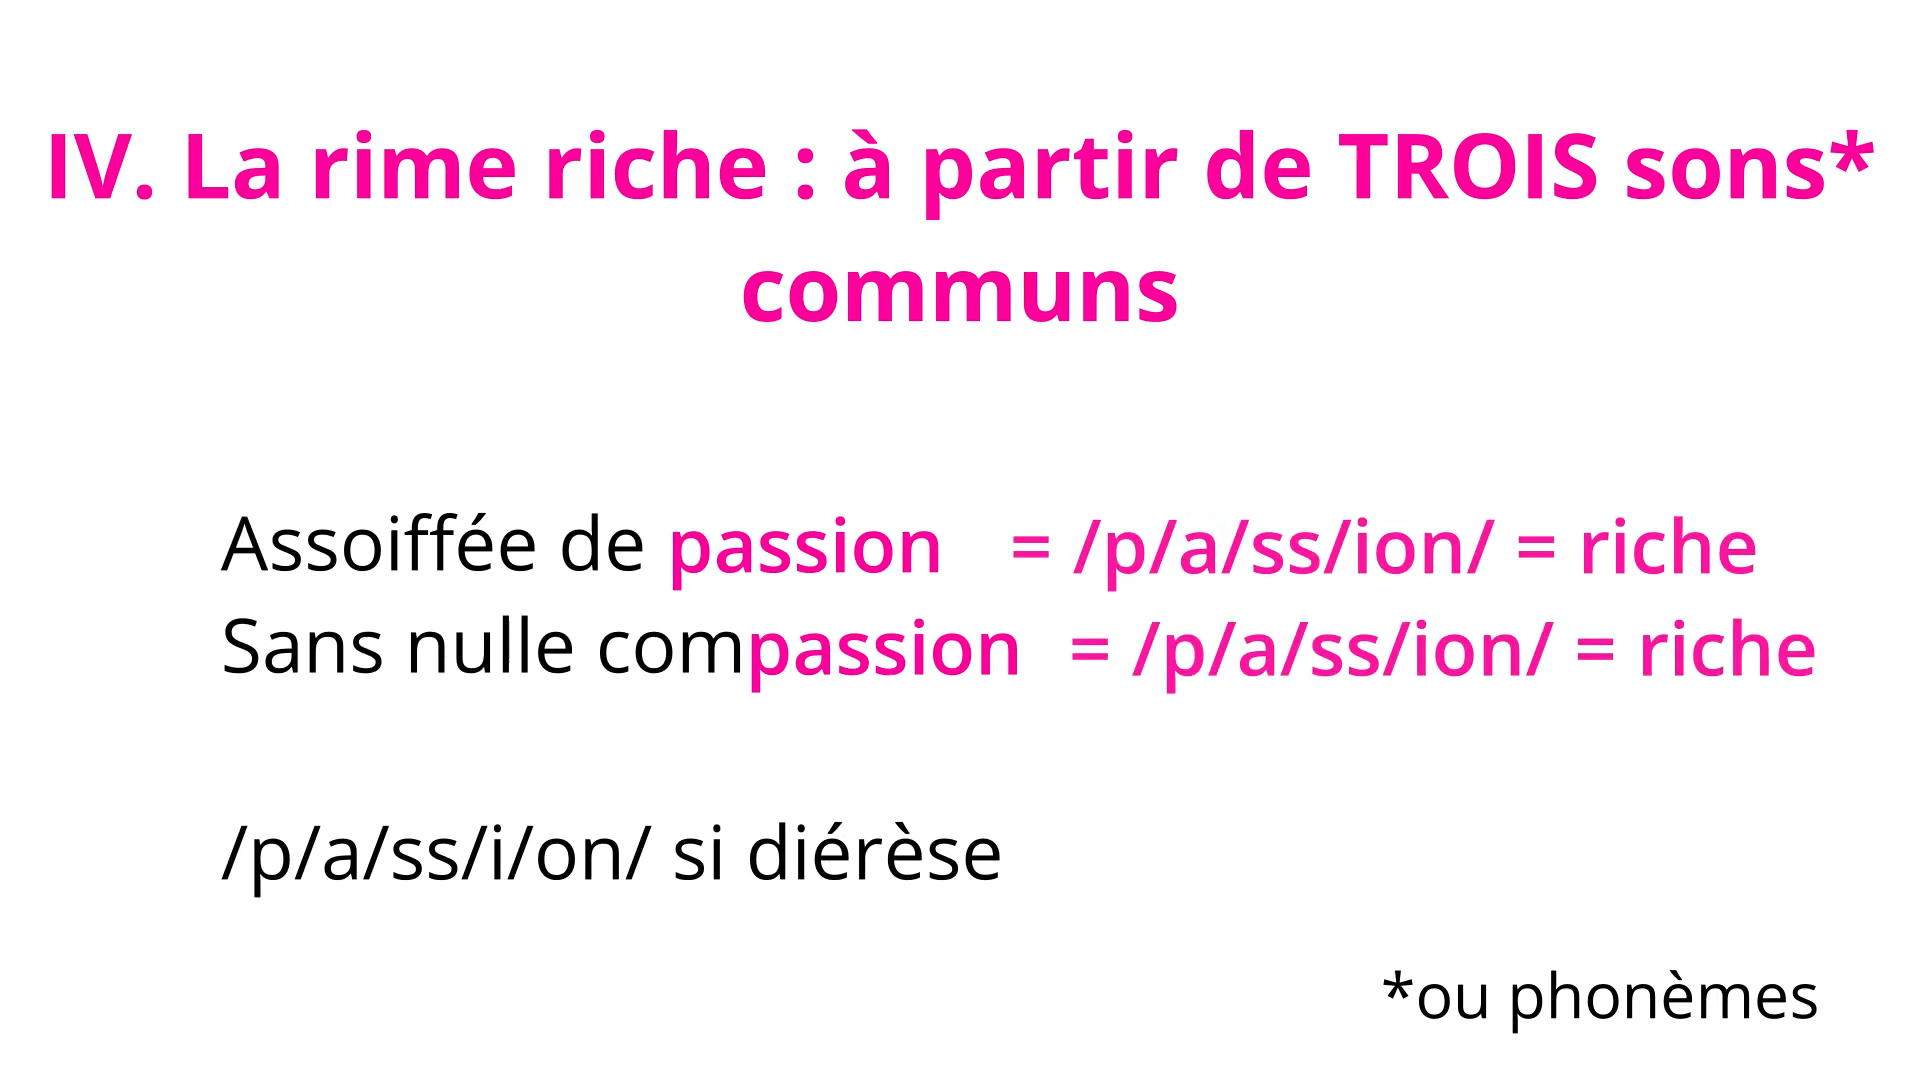 IV. La rime riche : à partir de TROIS sons*
communs
Assoiffée de passion = /p/a/ss/ion/ = riche
Sans nulle compassion = /p/a/ss/ion/ = riche
/p/a/ss/i/on/ si diérèse
*ou phonèmes